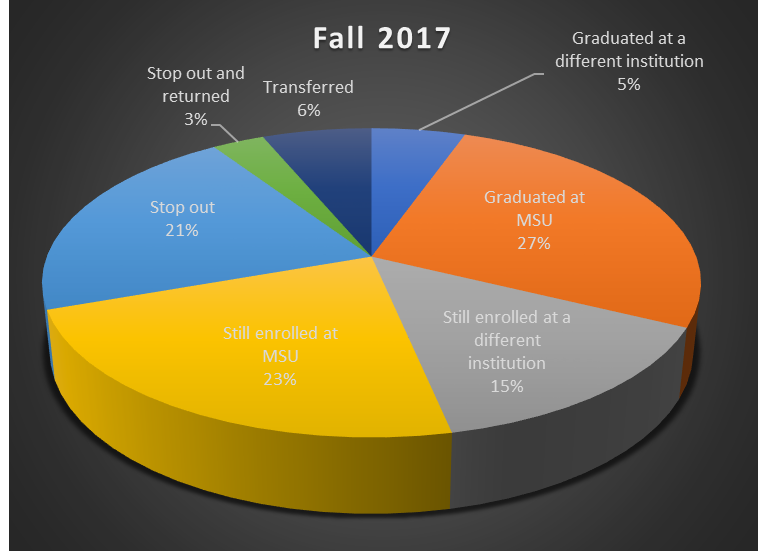 Fall 2017
Graduated at a
different institution
5%
Graduated at
MSU
27%
Still enrolled at a
different
institution
15%
Still enrolled at
MSU
23%
Stop out
21%
Stop out and
returned
3%
Transferred
6%